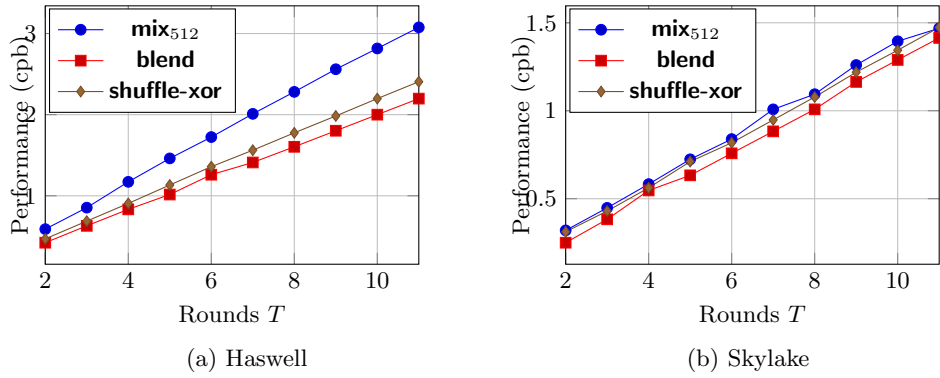 Performance (cpb)
3
2
1
mix512
blend
shuffle-xor
2 4 6 8 10
Rounds T
(a) Haswell
Performance (cpb)
1.5
1
0.5
mix512
blend
shuffle-xor
2 4 6 8 10
Rounds T
(b) Skylake